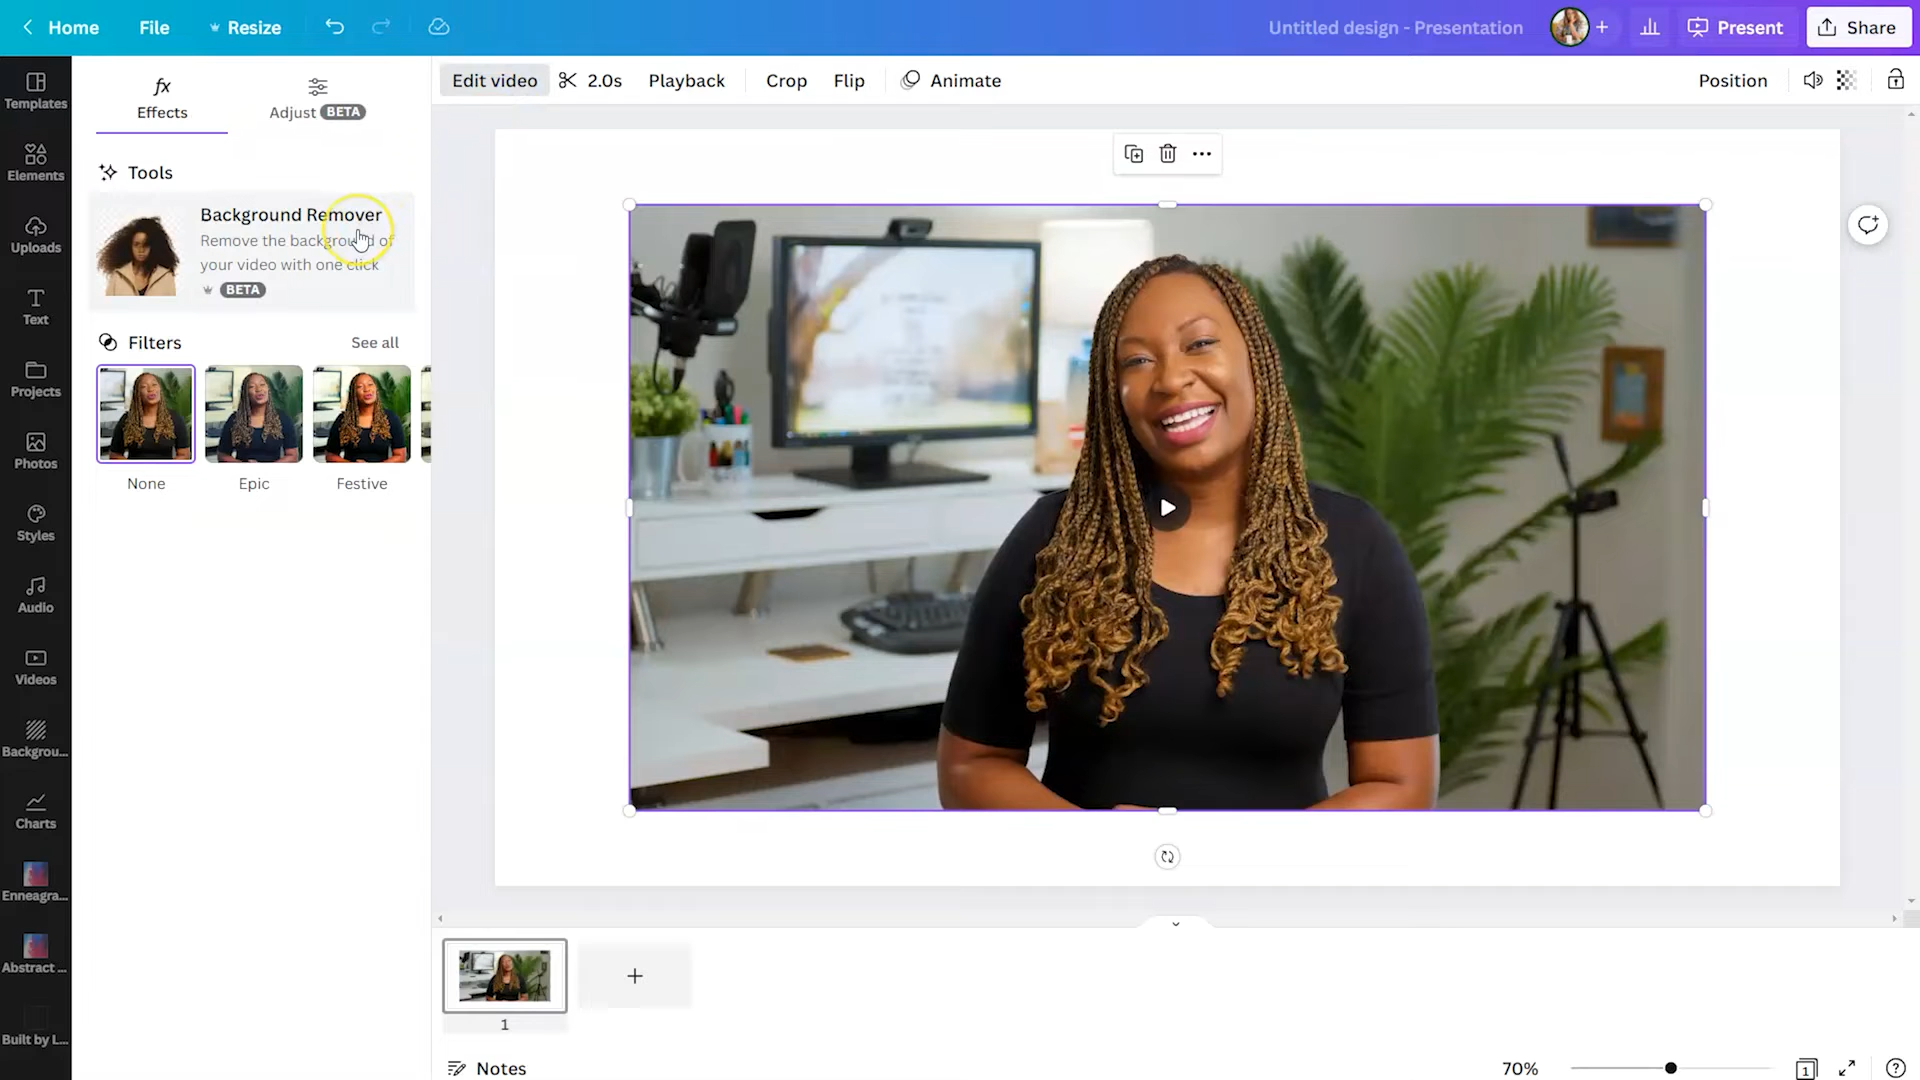 Home File Resize Untitled design - Presentation Present Share
Templates
Elements
Uploads
Text
Projects
Photos
Styles
Audio
Videos
Backgrou...
Charts
Enneagra...
Abstract ...
Built by L...
Effects Adjust BETA
Tools
Background Remover
Remove the background of
your video with one click
BETA
Filters See all
None Epic Festive
Edit video 2.0s Playback Crop Flip Animate Position
1
Notes 70% 1